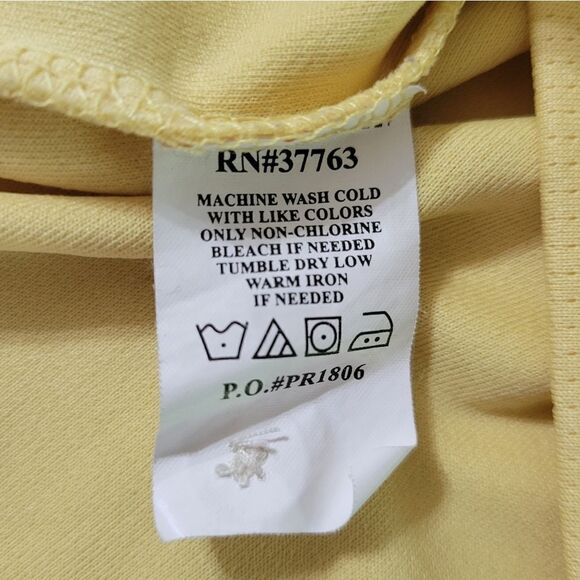 RN#37763
MACHINE WASH COLD
WITH LIKE COLORS
ONLY NON-CHLORINE
BLEACH IF NEEDED
TUMBLE DRY LOW
WARM IRON
IF NEEDED
P.O.#PR1806